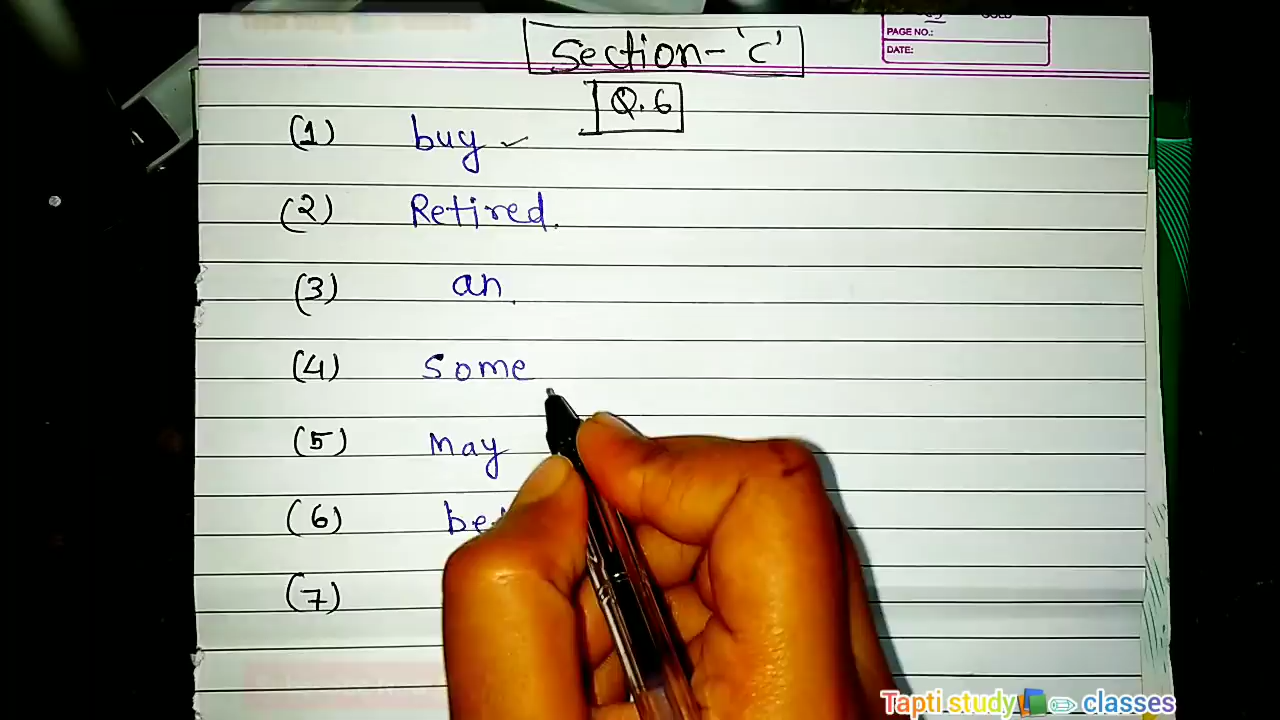 Section-'C'
PAGE NO.:
DATE:
Q.6
(1) buy
(2) Retired.
(3) an.
(4) Some
(5) May
(6)
(7)
Tapti study classes